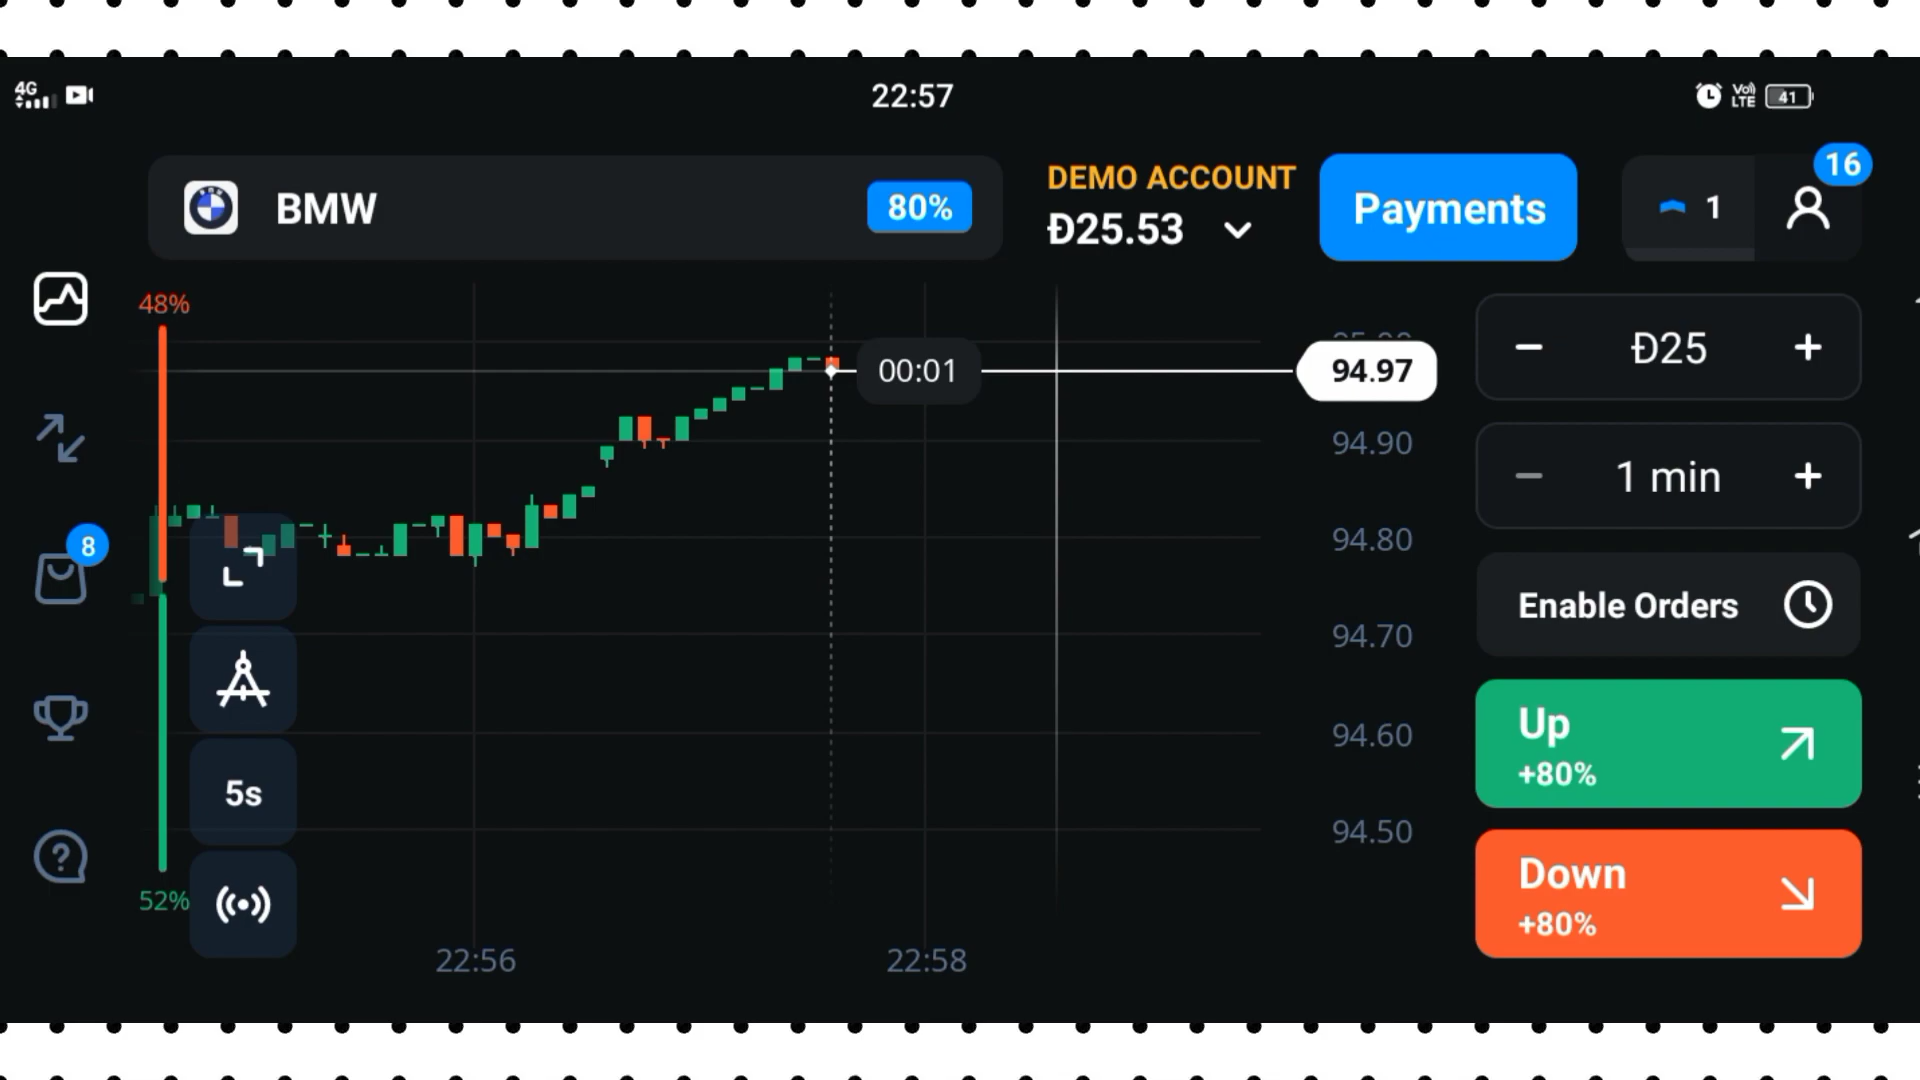 4G
22:57
Vo)
LTE
41
BMW
80%
DEMO ACCOUNT
Đ25.53
Payments
1
16
48%
00:01
94.97
94.90
94.80
94.70
94.60
94.50
8
5s
52%
22:56
22:58
Đ25
1 min
Enable Orders
Up
+80%
Down
+80%